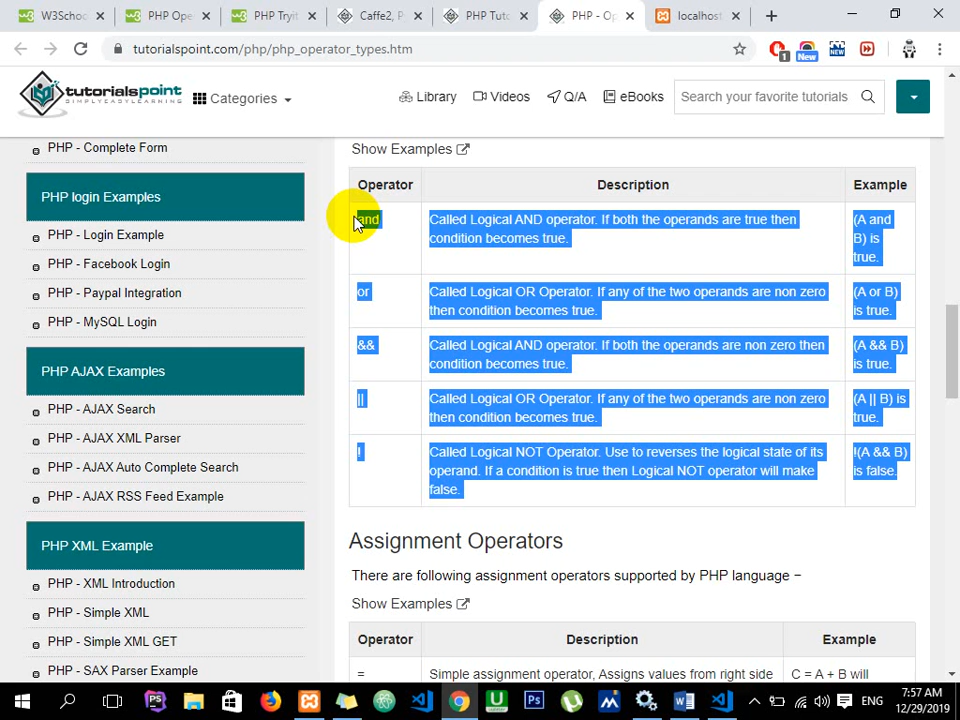 W3Schoo
PHP Ope
PHP Tryit
Caffe2, P
PHP Tuto
PHP - Op
localhost
tutorialspoint.com/php/php_operator_types.htm
1
New
NEW
tutorialspoint
SIMPLYEASYLEARNING
Categories
Library
Videos
Q/A
eBooks
Search your favorite tutorials
PHP - Complete Form
PHP login Examples
PHP - Login Example
PHP - Facebook Login
PHP - Paypal Integration
PHP - MySQL Login
PHP AJAX Examples
PHP - AJAX Search
PHP - AJAX XML Parser
PHP - AJAX Auto Complete Search
PHP - AJAX RSS Feed Example
PHP XML Example
PHP - XML Introduction
PHP - Simple XML
PHP - Simple XML GET
PHP - SAX Parser Example
Show Examples
Operator Description Example
and Called Logical AND operator. If both the operands are true then (A and
condition becomes true. B) is
true.
or Called Logical OR Operator. If any of the two operands are non zero (A or B)
then condition becomes true. is true.
&& Called Logical AND operator. If both the operands are non zero then (A && B)
condition becomes true. is true.
|| Called Logical OR Operator. If any of the two operands are non zero (A || B) is
then condition becomes true. true.
! Called Logical NOT Operator. Use to reverses the logical state of its !(A && B)
operand. If a condition is true then Logical NOT operator will make is false.
false.
Assignment Operators
There are following assignment operators supported by PHP language −
Show Examples
Operator Description Example
= Simple assignment operator, Assigns values from right side C = A + B will
ENG
7:57 AM
12/29/2019